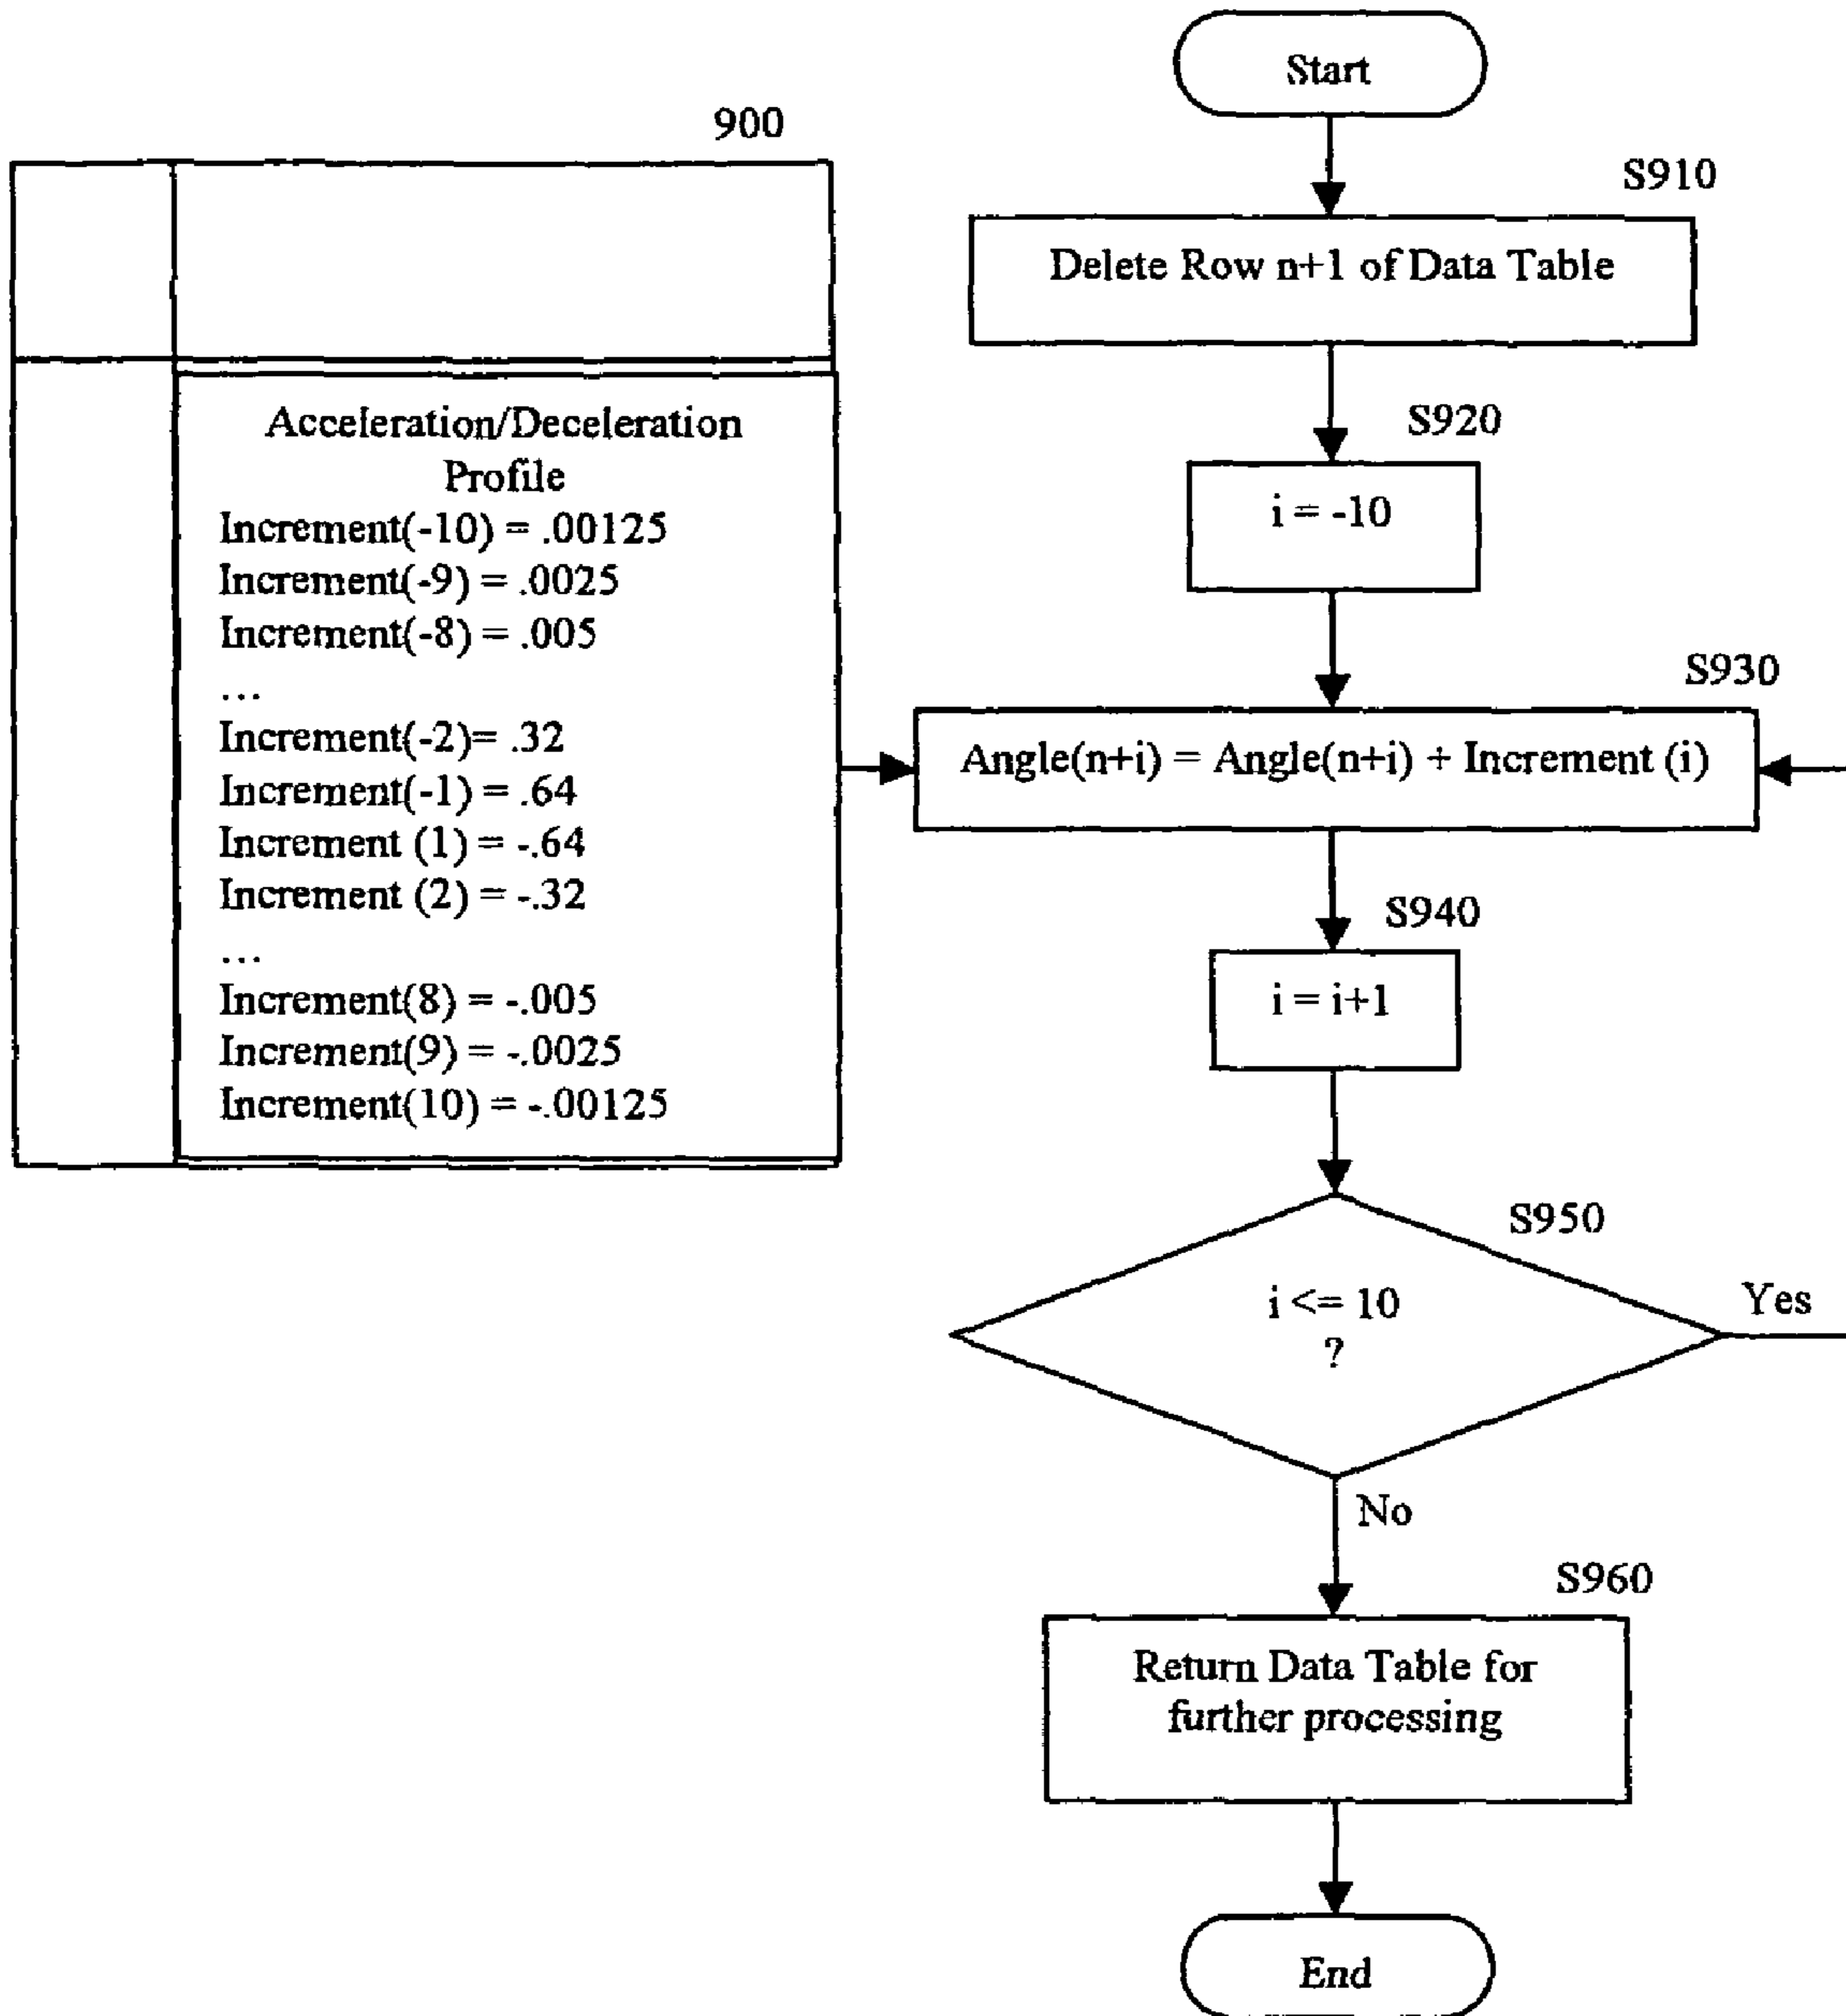 900
Acceleration/Deceleration
Profile
Increment(-10) = .00125
Increment(-9) = .0025
Increment(-8) = .005
...
Increment(-2)= .32
Increment(-1) = .64
Increment (1) = -.64
Increment (2) = -.32
...
Increment(8) = -.005
Increment(9) = -.0025
Increment(10) = -.00125
Start
S910
Delete Row n+1 of Data Table
S920
i = -10
S930
Angle(n+i) = Angle(n+i) + Increment (i)
S940
i = i+1
S950
i <= 10
?
Yes
No
S960
Return Data Table for
further processing
End